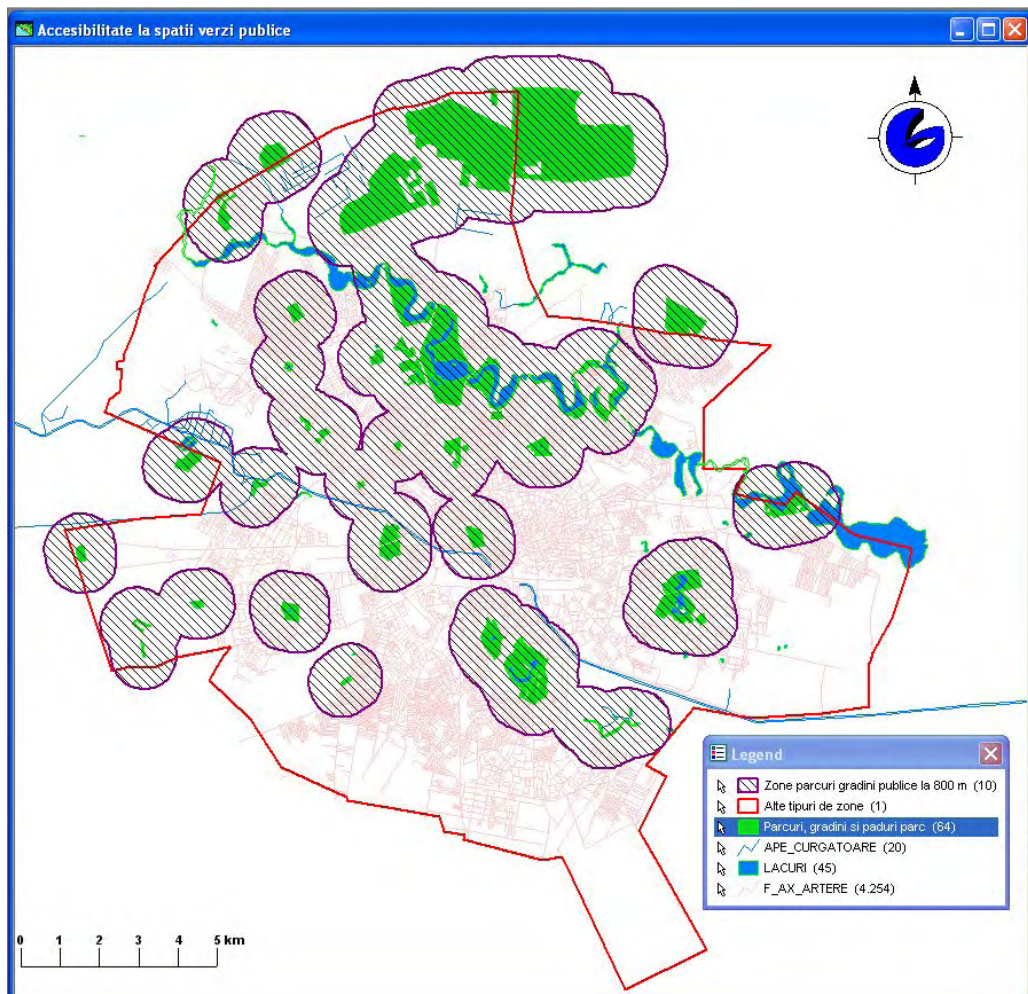 Accesibilitate la spatii verzi publice
Legend
Zone parcuri gradini publice la 800 m (10)
Alte tipuri de zone (1)
Parcuri, gradini si paduri parc (64)
APE_CURGATOARE (20)
LACURI (45)
F_AX_ARTERE (4.254)
0 1 2 3 4 5 km